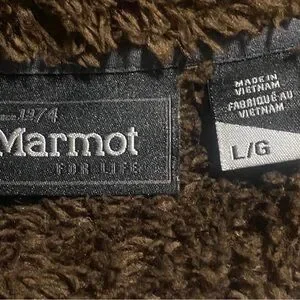 1974
Marmot
FOR LIFE
MADE IN
VIETNAM
FABRIQUÉ AU
VIETNAM
L/G